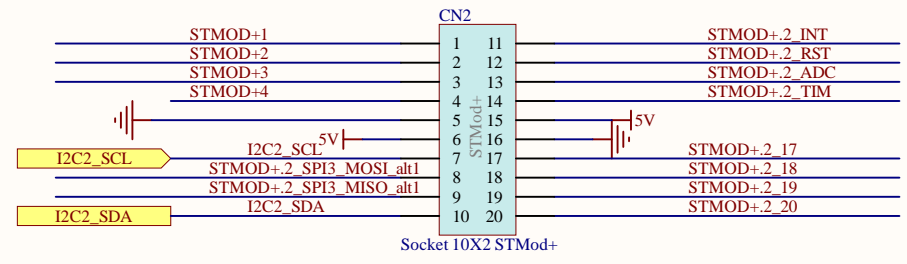 CN2
STMOD+1 1 11 STMOD+.2_INT
STMOD+2 2 12 STMOD+.2_RST
STMOD+3 3 13 STMOD+.2_ADC
STMOD+4 4 14 STMOD+.2_TIM
5 15 5V
5V 6 16
I2C2_SCL I2C2_SCL 7 17 STMOD+.2_17
STMOD+.2_SPI3_MOSI_alt1 8 18 STMOD+.2_18
STMOD+.2_SPI3_MISO_alt1 9 19 STMOD+.2_19
I2C2_SDA I2C2_SDA 10 20 STMOD+.2_20
STMod+
Socket 10X2 STMod+